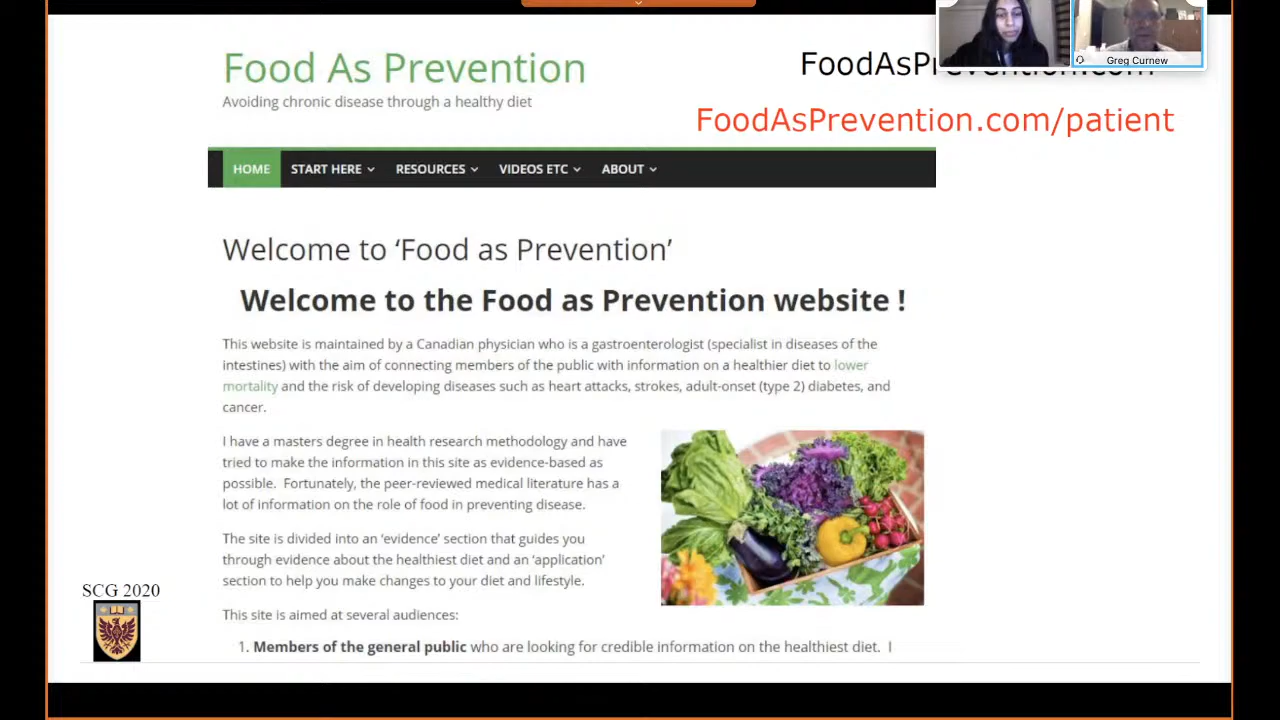 Food As Prevention
Avoiding chronic disease through a healthy diet
Greg Curnew
FoodAsPrevention.com/patient
HOME START HERE RESOURCES VIDEOS ETC ABOUT
Welcome to ‘Food as Prevention’
Welcome to the Food as Prevention website !
This website is maintained by a Canadian physician who is a gastroenterologist (specialist in diseases of the
intestines) with the aim of connecting members of the public with information on a healthier diet to lower
mortality and the risk of developing diseases such as heart attacks, strokes, adult-onset (type 2) diabetes, and
cancer.
I have a masters degree in health research methodology and have
tried to make the information in this site as evidence-based as
possible.  Fortunately, the peer-reviewed medical literature has a
lot of information on the role of food in preventing disease.
The site is divided into an ‘evidence’ section that guides you
through evidence about the healthiest diet and an ‘application’
section to help you make changes to your diet and lifestyle.
This site is aimed at several audiences:
1. Members of the general public who are looking for credible information on the healthiest diet.  I
SCG 2020